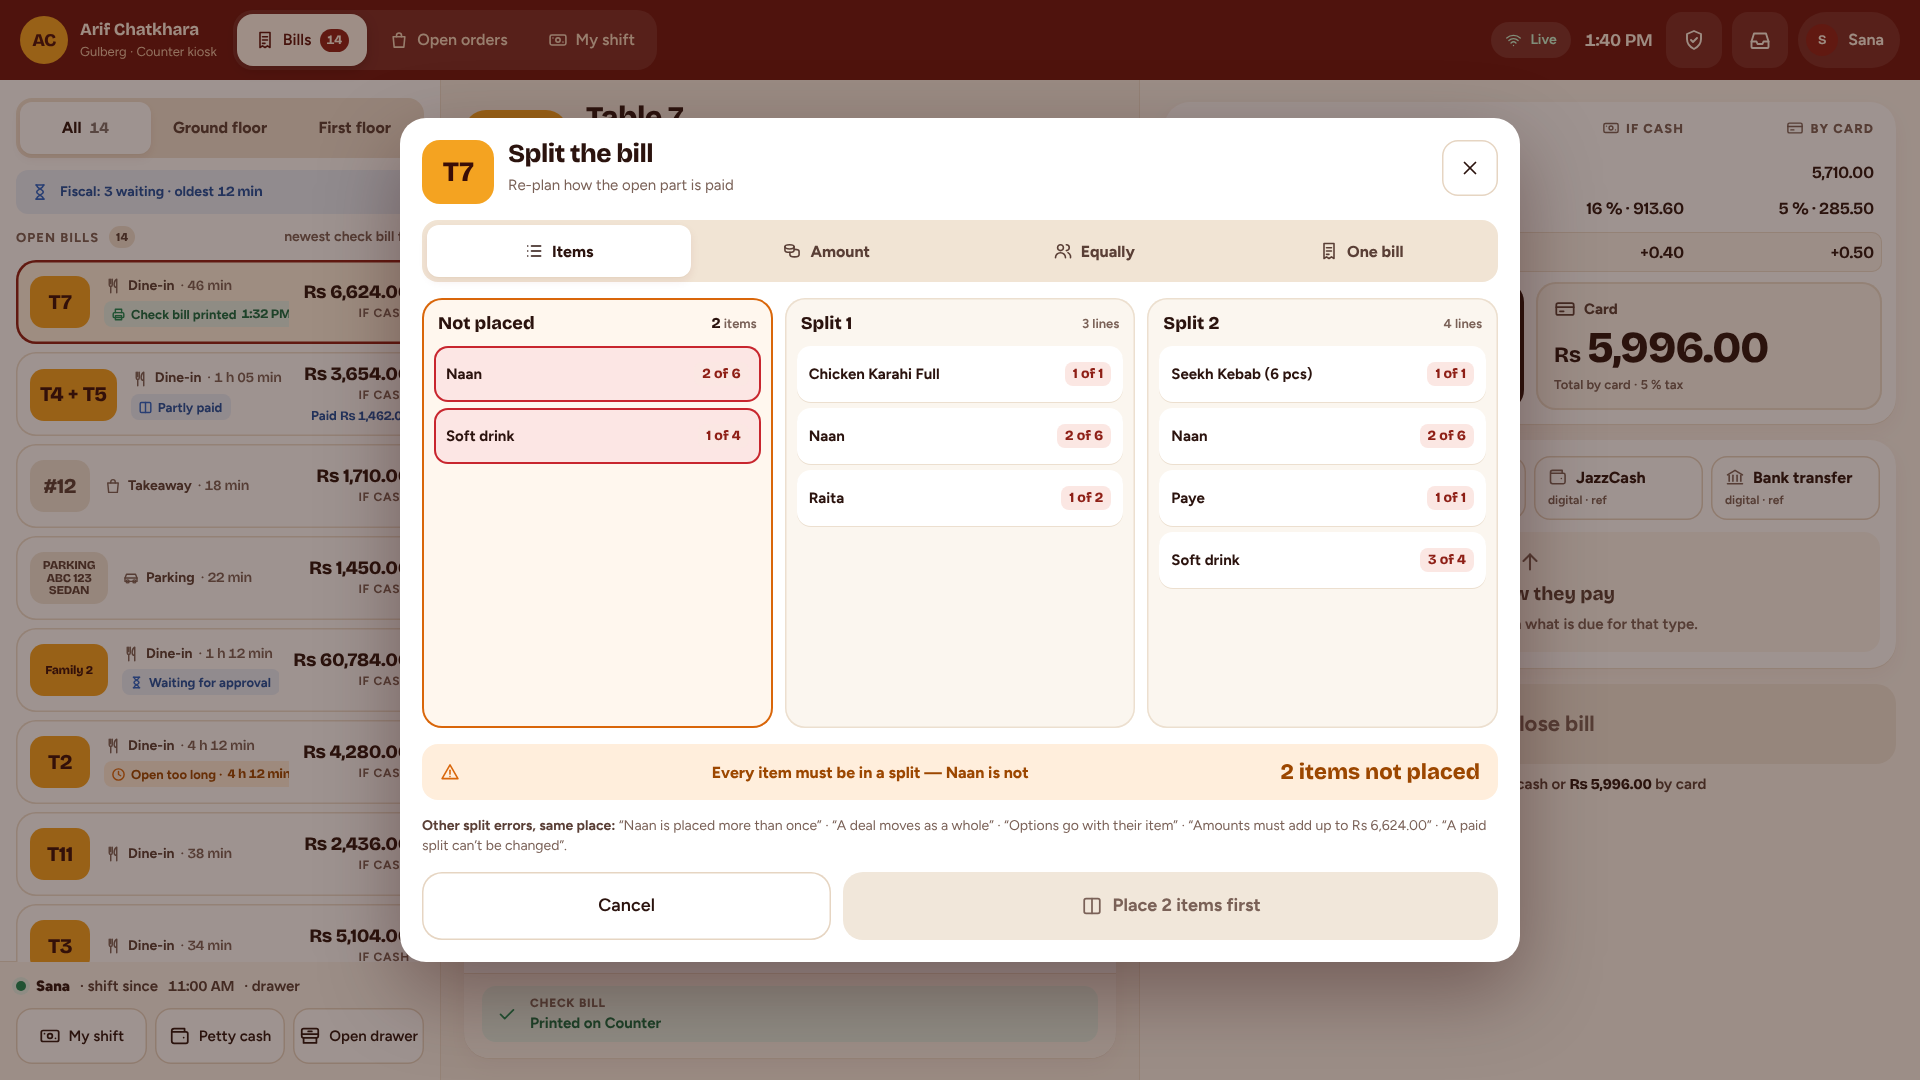 AC
Arif Chatkhara
Gulberg · Counter kiosk
Bills 14
Open orders
My shift
Live
1:40 PM
S
Sana
All 14
Ground floor
First floor
Fiscal: 3 waiting · oldest 12 min
OPEN BILLS 14
newest check bill
T7
Dine-in · 46 min
Check bill printed 1:32 PM
Rs 6,624.0
IF CAS
T4 + T5
Dine-in · 1 h 05 min
Partly paid
Rs 3,654.0
IF CAS
Paid Rs 1,462.0
#12
Takeaway · 18 min
Rs 1,710.0
IF CAS
PARKING
ABC 123
SEDAN
Parking · 22 min
Rs 1,450.0
IF CAS
Family 2
Dine-in · 1 h 12 min
Waiting for approval
Rs 60,784.0
IF CAS
T2
Dine-in · 4 h 12 min
Open too long · 4 h 12 min
Rs 4,280.0
IF CAS
T11
Dine-in · 38 min
Rs 2,436.0
IF CAS
T3
Dine-in · 34 min
Rs 5,104.0
IF CASH
Sana · shift since 11:00 AM · drawer
My shift
Petty cash
Open drawer
Table 7
T7
Split the bill
Re-plan how the open part is paid
Items
Amount
Equally
One bill
Not placed
2 items
Naan
2 of 6
Soft drink
1 of 4
Split 1
3 lines
Chicken Karahi Full
1 of 1
Naan
2 of 6
Raita
1 of 2
Split 2
4 lines
Seekh Kebab (6 pcs)
1 of 1
Naan
2 of 6
Paye
1 of 1
Soft drink
3 of 4
Every item must be in a split — Naan is not
2 items not placed
Other split errors, same place: “Naan is placed more than once” · “A deal moves as a whole” · “Options go with their item” · “Amounts must add up to Rs 6,624.00” · “A paid
split can’t be changed”.
Cancel
Place 2 items first
CHECK BILL
Printed on Counter
IF CASH
BY CARD
5,710.00
16 % · 913.60
5 % · 285.50
+0.40
+0.50
Card
Rs 5,996.00
Total by card · 5 % tax
JazzCash
digital · ref
Bank transfer
digital · ref
they pay
what is due for that type.
lose bill
cash or Rs 5,996.00 by card